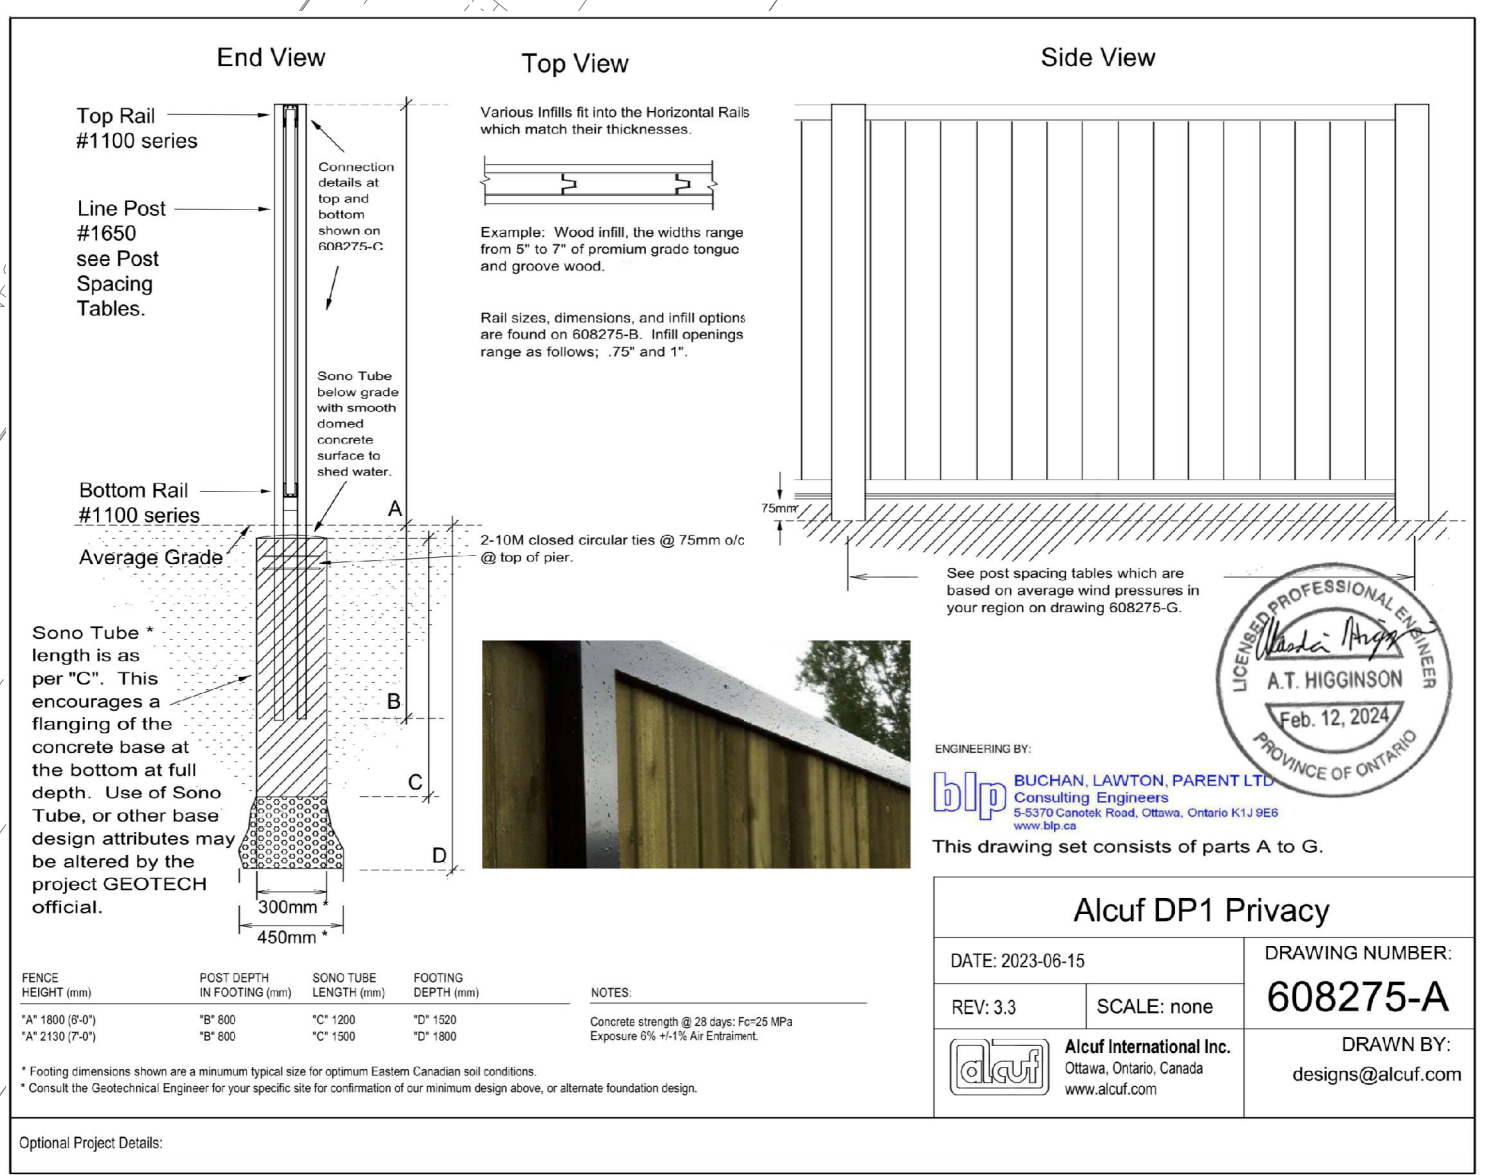 End View
Top View
Side View
Top Rail
#1100 series
Line Post
#1650
see Post
Spacing
Tables.
Connection
details at
top and
bottom
shown on
608275-C
Sono Tube
below grade
with smooth
domed
concrete
surface to
shed water.
Bottom Rail
#1100 series
Average Grade
A
B
C
D
Sono Tube *
length is as
per "C". This
encourages a
flanging of the
concrete base at
the bottom at full
depth. Use of Sono
Tube, or other base
design attributes may
be altered by the
project GEOTECH
official.
300mm *
450mm *
Various Infills fit into the Horizontal Rails
which match their thicknesses.
Example: Wood infill, the widths range
from 5" to 7" of premium grade tongue
and groove wood.
Rail sizes, dimensions, and infill options
are found on 608275-B. Infill openings
range as follows; .75" and 1".
2-10M closed circular ties @ 75mm o/c
@ top of pier.
75mm
See post spacing tables which are
based on average wind pressures in
your region on drawing 608275-G.
LICENSED PROFESSIONAL ENGINEER
A.T. HIGGINSON
Feb. 12, 2024
PROVINCE OF ONTARIO
ENGINEERING BY:
blp
BUCHAN, LAWTON, PARENT LTD
Consulting Engineers
5-5370 Canotek Road, Ottawa, Ontario K1J 9E6
www.blp.ca
This drawing set consists of parts A to G.
Alcuf DP1 Privacy
DATE: 2023-06-15
REV: 3.3
SCALE: none
DRAWING NUMBER:
608275-A
alcuf
Alcuf International Inc.
Ottawa, Ontario, Canada
www.alcuf.com
DRAWN BY:
designs@alcuf.com
FENCE HEIGHT (mm) POST DEPTH IN FOOTING (mm) SONO TUBE LENGTH (mm) FOOTING DEPTH (mm)
"A" 1800 (6'-0") "B" 800 "C" 1200 "D" 1520
"A" 2130 (7'-0") "B" 800 "C" 1500 "D" 1800
NOTES:
Concrete strength @ 28 days: Fc=25 MPa
Exposure 6% +/-1% Air Entraiment.
* Footing dimensions shown are a minumum typical size for optimum Eastern Canadian soil conditions.
* Consult the Geotechnical Engineer for your specific site for confirmation of our minimum design above, or alternate foundation design.
Optional Project Details: